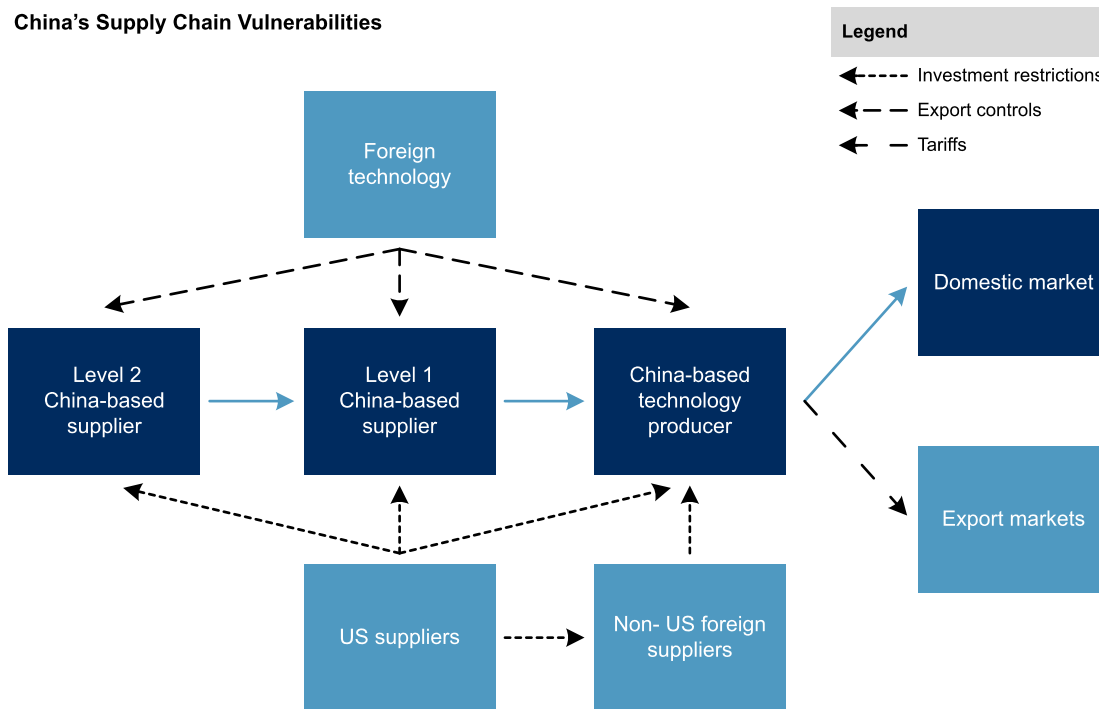 China's Supply Chain Vulnerabilities
Legend
Investment restrictions
Export controls
Tariffs
Foreign
technology
Domestic market
Level 2
China-based
supplier
Level 1
China-based
supplier
China-based
technology
producer
Export markets
US suppliers
Non- US foreign
suppliers